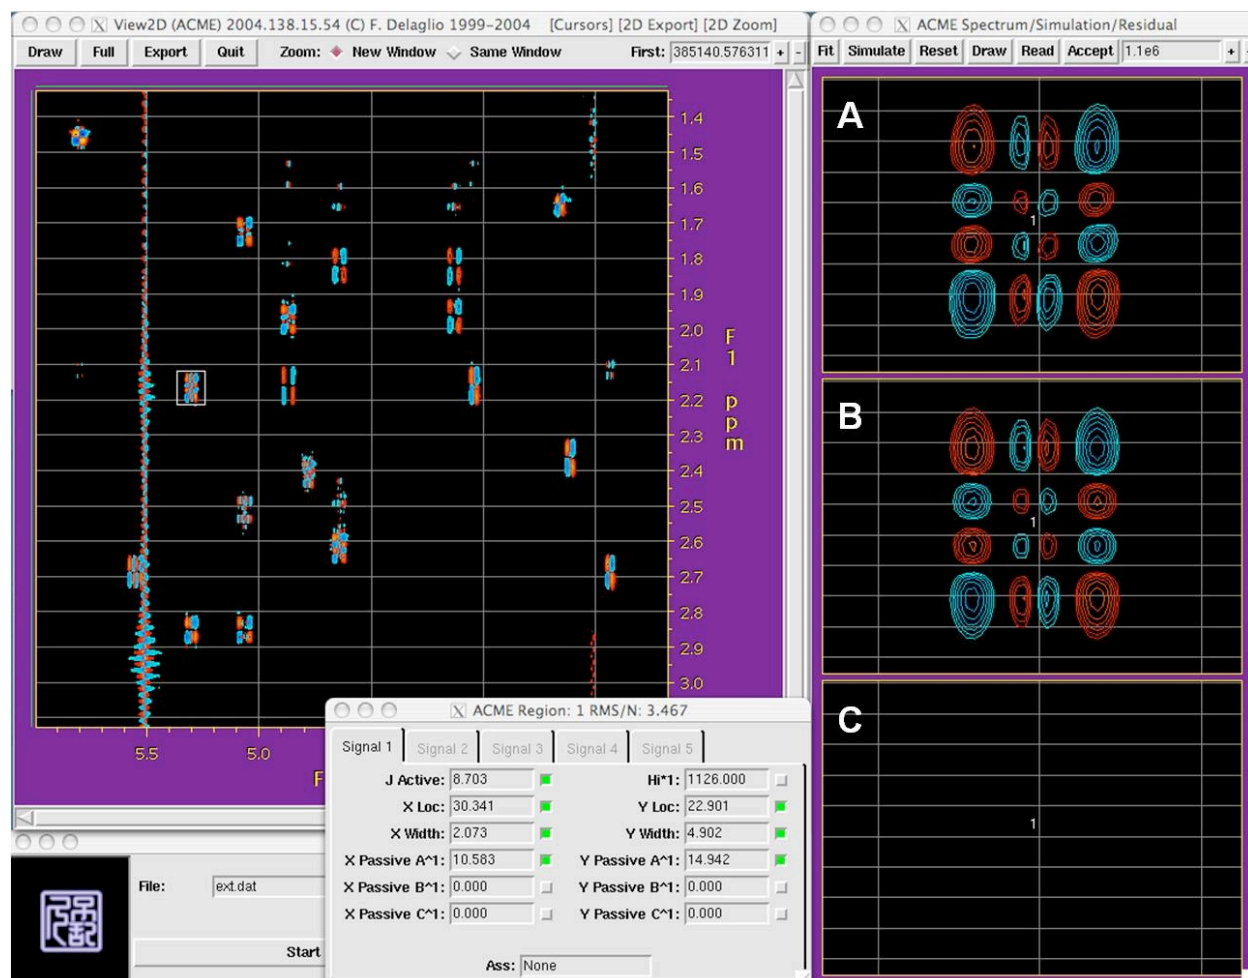 View2D (ACME) 2004.138.15.54 (C) F. Delaglio 1999-2004 [Cursors] [2D Export] [2D Zoom]
Draw Full Export Quit Zoom: New Window Same Window First: 385140.576311 + -
1.4
1.5
1.6
1.7
1.8
1.9
2.0
2.1
2.2
2.3
2.4
2.5
2.6
2.7
2.8
2.9
3.0
F1 ppm
5.5 5.0
F
ACME Spectrum/Simulation/Residual
Fit Simulate Reset Draw Read Accept 1.1e6 + -
A
1
B
1
C
1
ACME Region: 1 RMS/N: 3.467
Signal 1 Signal 2 Signal 3 Signal 4 Signal 5
J Active: 8.703 Hi*1: 1126.000
X Loc: 30.341 Y Loc: 22.901
X Width: 2.073 Y Width: 4.902
X Passive A^1: 10.583 Y Passive A^1: 14.942
X Passive B^1: 0.000 Y Passive B^1: 0.000
X Passive C^1: 0.000 Y Passive C^1: 0.000
Ass: None
File: ext.dat
Start